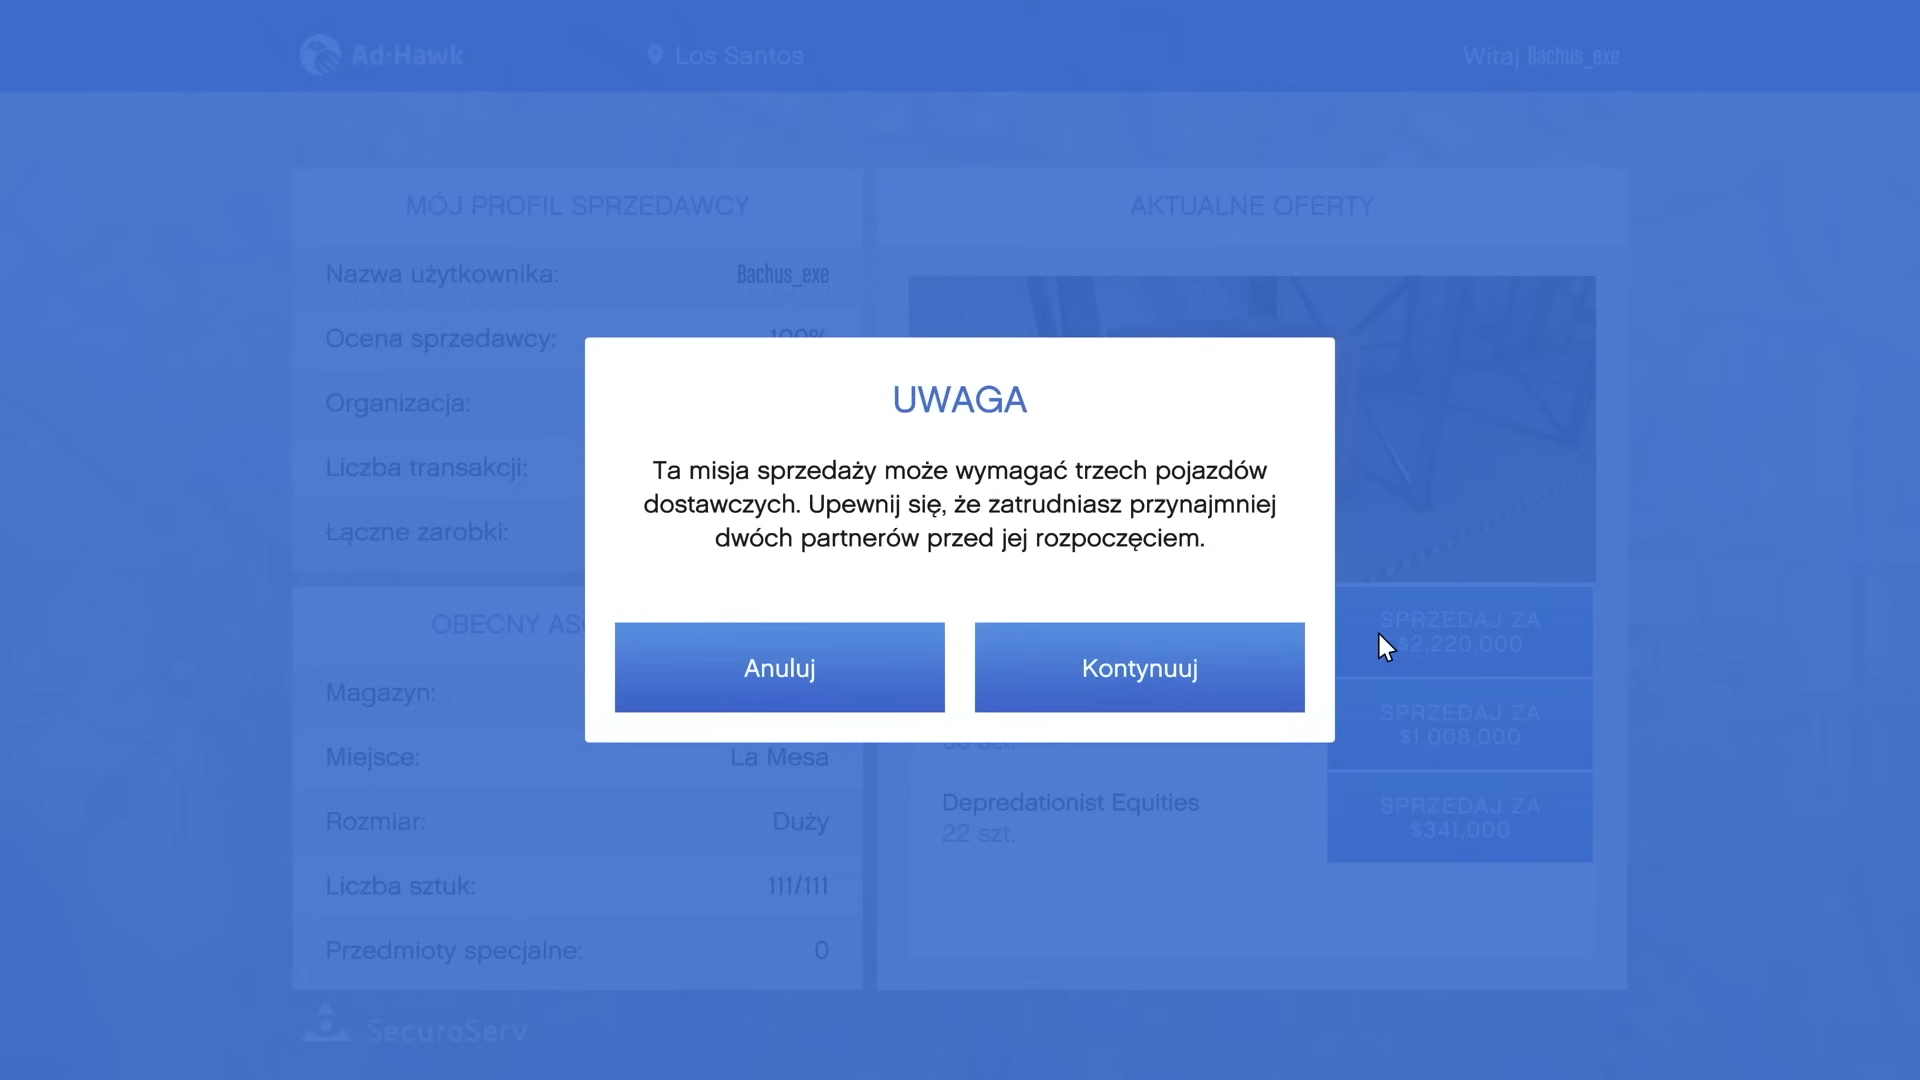 Ad-Hawk
Los Santos
Witaj Bachus_exe
MÓJ PROFIL SPRZEDAWCY
Nazwa użytkownika: Bachus_exe
Ocena sprzedawcy: 100%
Organizacja:
Liczba transakcji:
Łączne zarobki:
OBECNY
Magazyn:
Miejsce: La Mesa
Rozmiar: Duży
Liczba sztuk: 111/111
Przedmioty specjalne: 0
SecuroServ
AKTUALNE OFERTY
SPRZEDAJ ZA
$2,220,000
szt.
SPRZEDAJ ZA
$1,008,000
Depredationist Equities
22 szt.
SPRZEDAJ ZA
$341,000
UWAGA
Ta misja sprzedaży może wymagać trzech pojazdów
dostawczych. Upewnij się, że zatrudniasz przynajmniej
dwóch partnerów przed jej rozpoczęciem.
Anuluj
Kontynuuj